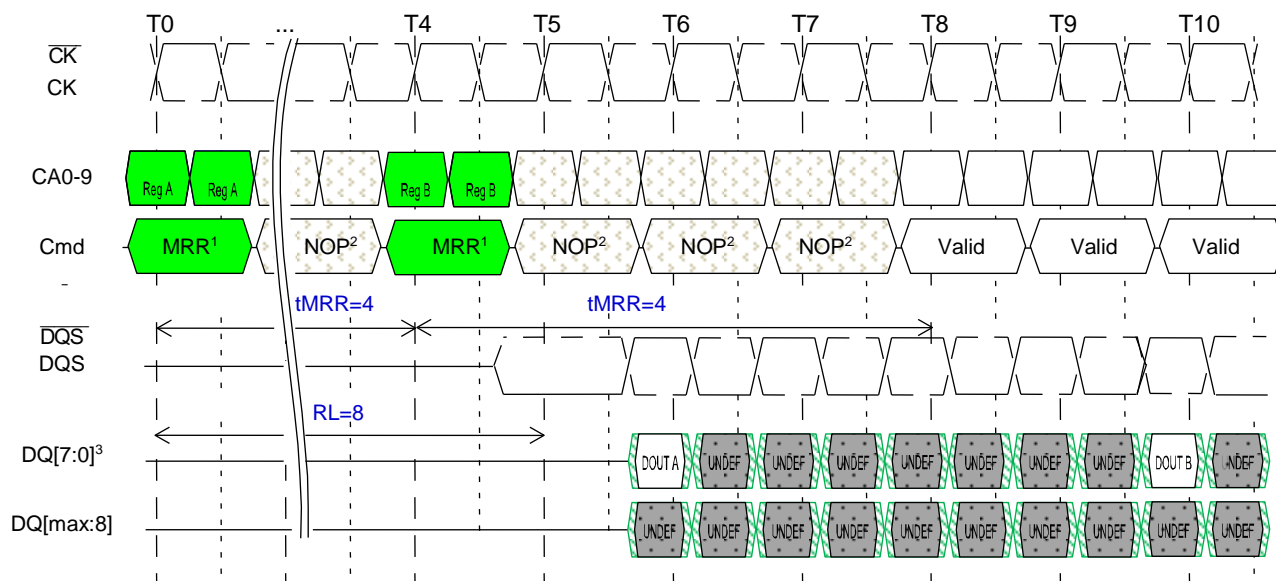 T0 ... T4 T5 T6 T7 T8 T9 T10
CK
CK
CA0-9 Reg A Reg A Reg B Reg B
Cmd MRR¹ NOP² MRR¹ NOP² NOP² NOP² Valid Valid Valid
tMRR=4 tMRR=4
DQS
DQS
RL=8
DQ[7:0]³ DOUT A UNDEF UNDEF UNDEF UNDEF UNDEF UNDEF UNDEF DOUT B UNDEF
DQ[max:8] UNDEF UNDEF UNDEF UNDEF UNDEF UNDEF UNDEF UNDEF UNDEF UNDEF